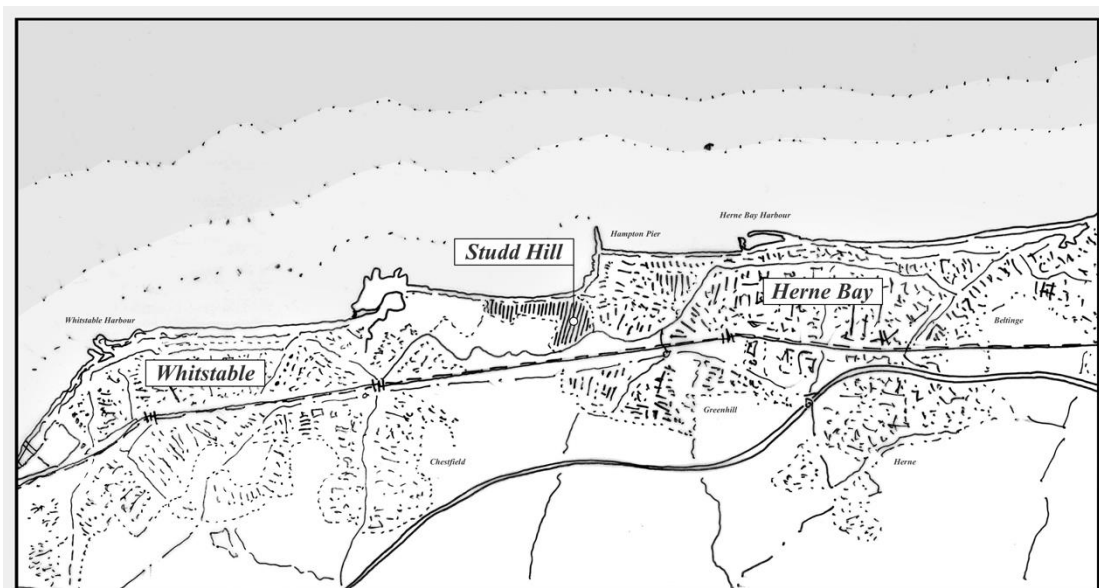 Herne Bay Harbour
Hampton Pier
Studd Hill
Herne Bay
Whitstable Harbour
Beltinge
Whitstable
Greenhill
Chestfield
Herne